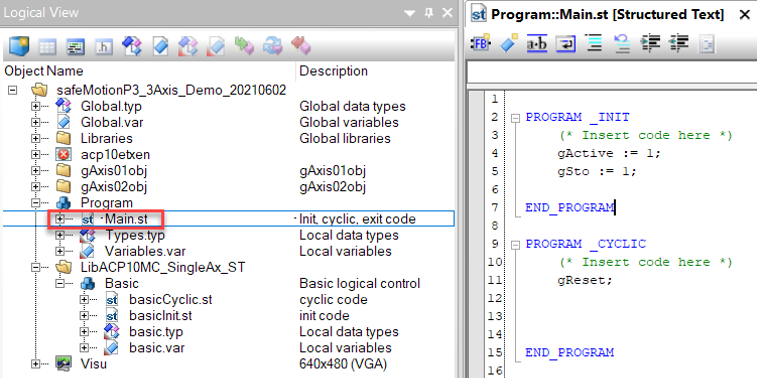 Logical View
Object Name Description
safeMotionP3_3Axis_Demo_20210602
Global.typ Global data types
Global.var Global variables
Libraries Global libraries
acp10etxen
gAxis01obj gAxis01obj
gAxis02obj gAxis02obj
Program
Main.st Init, cyclic, exit code
Types.typ Local data types
Variables.var Local variables
LibACP10MC_SingleAx_ST
Basic Basic logical control
basicCyclic.st cyclic code
basicInit.st init code
basic.typ Local data types
basic.var Local variables
Visu 640x480 (VGA)
st Program::Main.st [Structured Text]
FB a·b
1
2 PROGRAM _INIT
3 (* Insert code here *)
4 gActive := 1;
5 gSto := 1;
6
7 END_PROGRAM
8
9 PROGRAM _CYCLIC
10 (* Insert code here *)
11 gReset;
12
13
14
15 END_PROGRAM
16